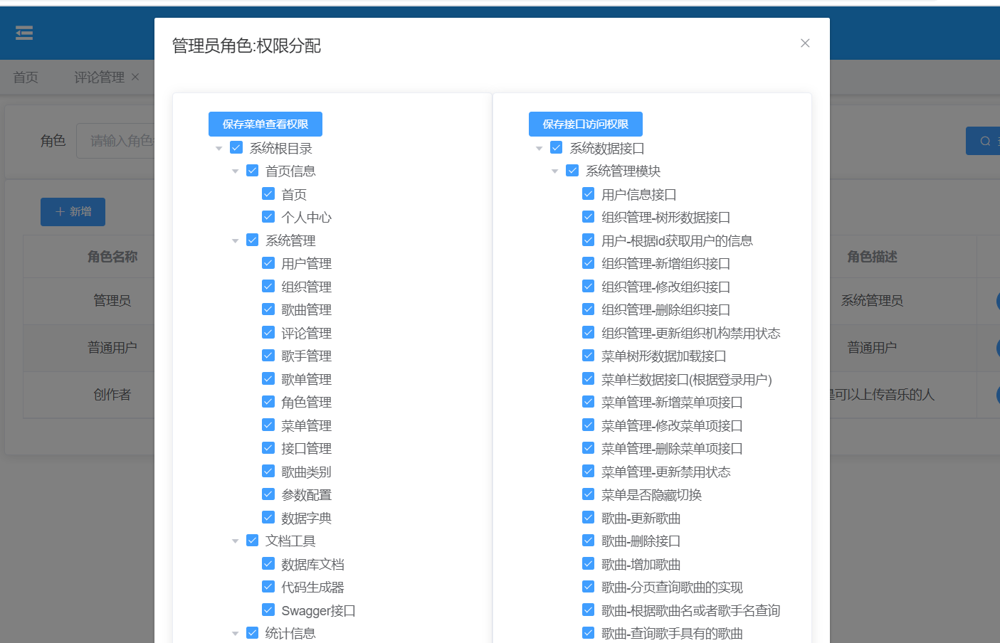 管理员角色:权限分配
首页
评论管理
角色
请输入角色
新增
角色名称
角色描述
管理员
系统管理员
普通用户
普通用户
创作者
是可以上传音乐的人
保存菜单查看权限
系统根目录
首页信息
首页
个人中心
系统管理
用户管理
组织管理
歌曲管理
评论管理
歌手管理
歌单管理
角色管理
菜单管理
接口管理
歌曲类别
参数配置
数据字典
文档工具
数据库文档
代码生成器
Swagger接口
统计信息
保存接口访问权限
系统数据接口
系统管理模块
用户信息接口
组织管理-树形数据接口
用户-根据id获取用户的信息
组织管理-新增组织接口
组织管理-修改组织接口
组织管理-删除组织接口
组织管理-更新组织机构禁用状态
菜单树形数据加载接口
菜单栏数据接口(根据登录用户)
菜单管理-新增菜单项接口
菜单管理-修改菜单项接口
菜单管理-删除菜单项接口
菜单管理-更新禁用状态
菜单是否隐藏切换
歌曲-更新歌曲
歌曲-删除接口
歌曲-增加歌曲
歌曲-分页查询歌曲的实现
歌曲-根据歌曲名或者歌手名查询
歌曲-查询歌手具有的歌曲